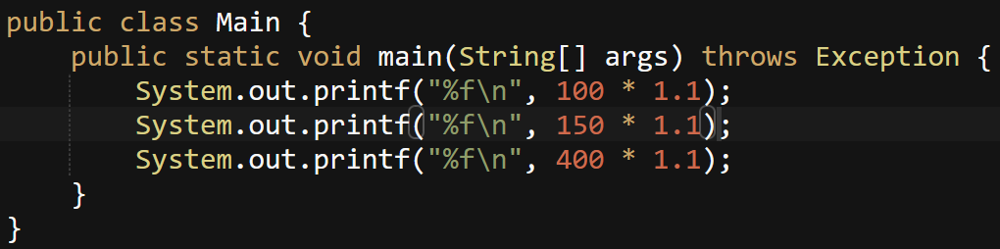 public class Main {
    public static void main(String[] args) throws Exception {
        System.out.printf("%f\n", 100 * 1.1);
        System.out.printf("%f\n", 150 * 1.1);
        System.out.printf("%f\n", 400 * 1.1);
    }
}